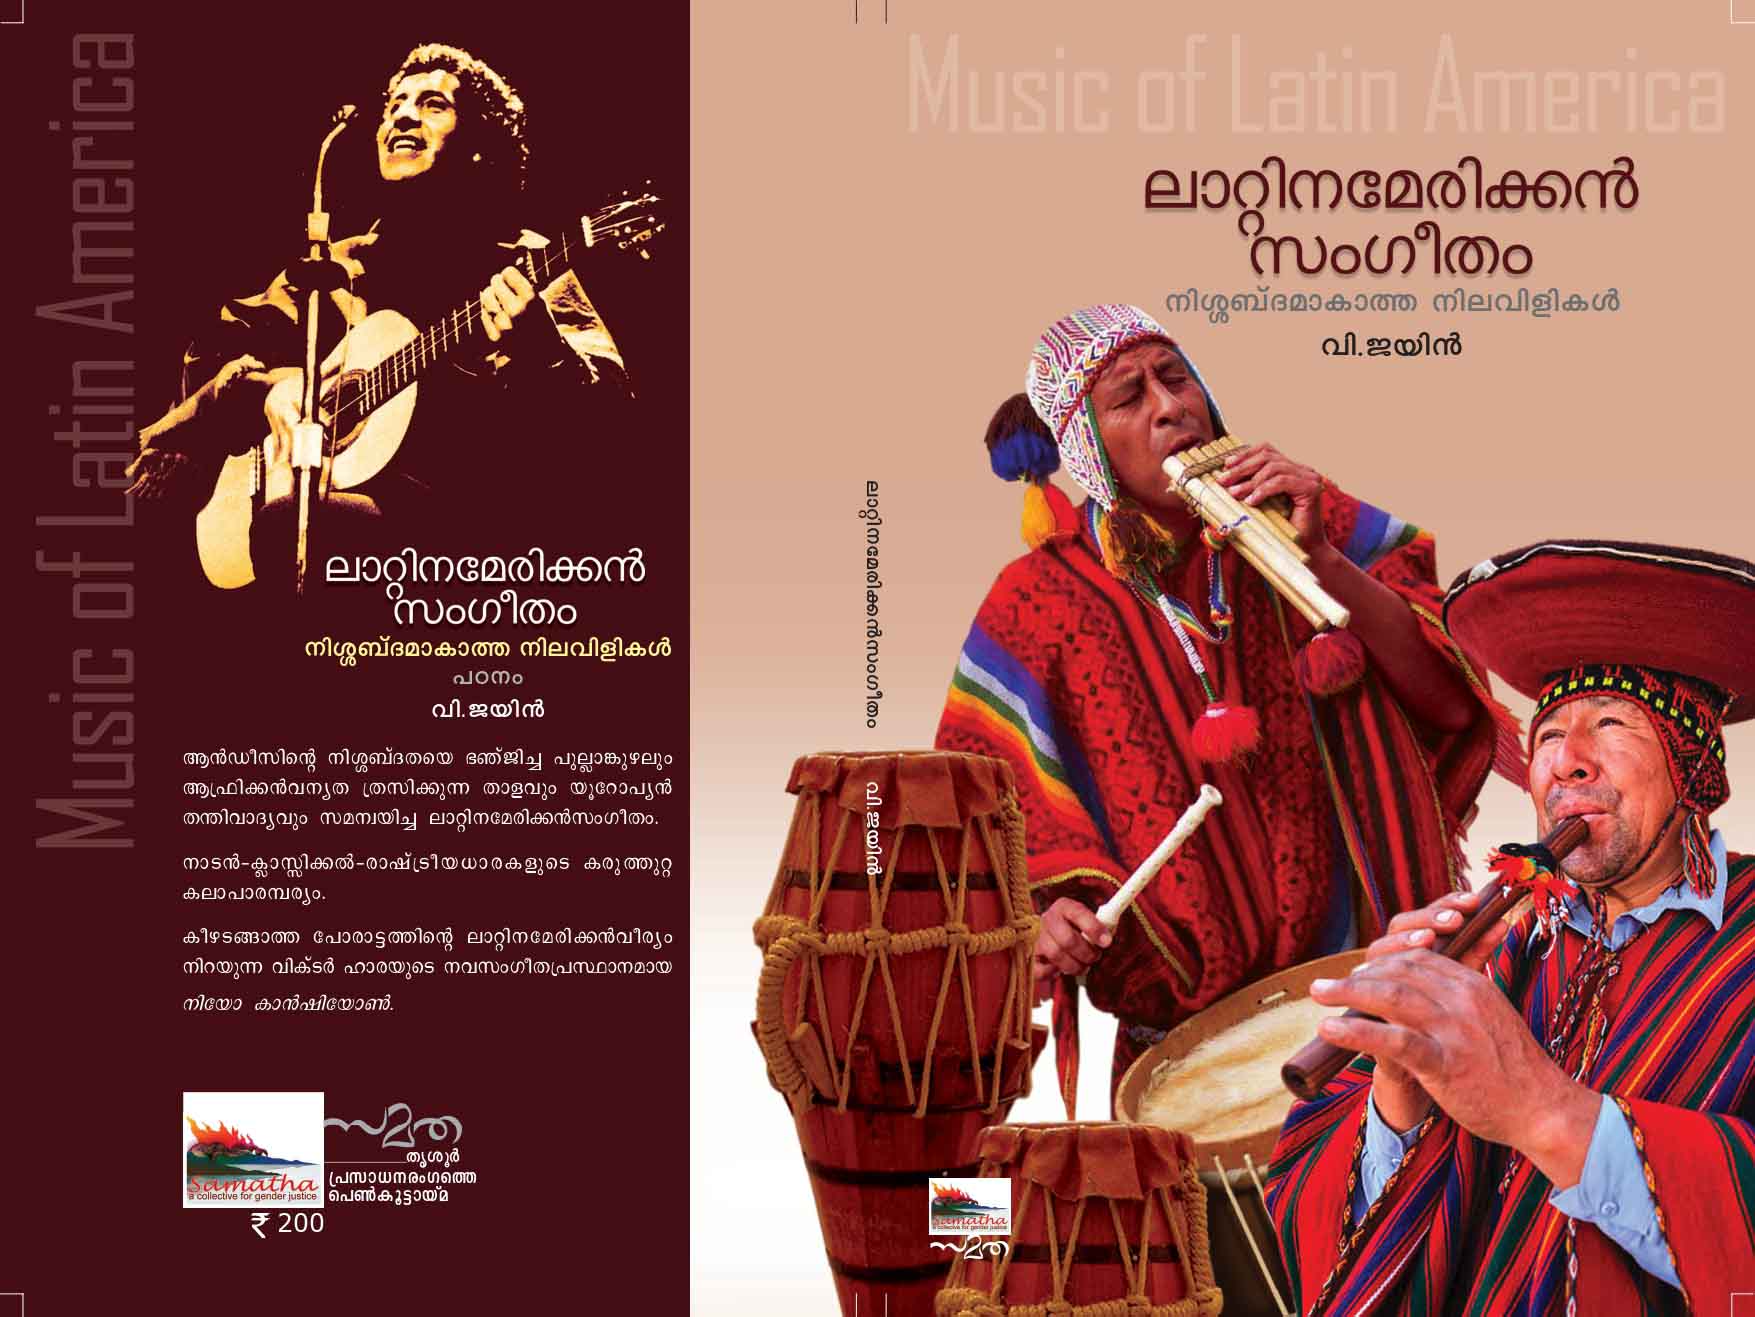 Music of Latin America
ലാറ്റിനമേരിക്കൻ
സംഗീതം
നിശ്ശബ്ദമാകാത്ത നിലവിളികൾ
പഠനം
വി.ജയിൻ
ആൻഡീസിന്റെ നിശ്ശബ്ദതയെ ഭഞ്ജിച്ച പുല്ലാങ്കുഴലും
ആഫ്രിക്കൻവന്യത ത്രസിക്കുന്ന താളവും യൂറോപ്യൻ
തന്തിവാദ്യവും സമന്വയിച്ച ലാറ്റിനമേരിക്കൻസംഗീതം.
നാടൻ-ക്ലാസ്സിക്കൽ-രാഷ്ട്രീയധാരകളുടെ കരുത്തുറ്റ
കലാപാരമ്പര്യം.
കീഴടങ്ങാത്ത പോരാട്ടത്തിന്റെ ലാറ്റിനമേരിക്കൻവീര്യം
നിറയുന്ന വിക്ടർ ഹാരയുടെ നവസംഗീതപ്രസ്ഥാനമായ
നിയോ കാൻഷിയോൺ.
Samatha
a collective for gender justice
സമത
തൃശൂർ
പ്രസാധനരംഗത്തെ
പെൺകൂട്ടായ്മ
₹ 200
ലാറ്റിനമേരിക്കൻസംഗീതം
വി.ജയിൻ
Music of Latin America
ലാറ്റിനമേരിക്കൻ
സംഗീതം
നിശ്ശബ്ദമാകാത്ത നിലവിളികൾ
വി.ജയിൻ
Samatha
a collective for gender justice
സമത